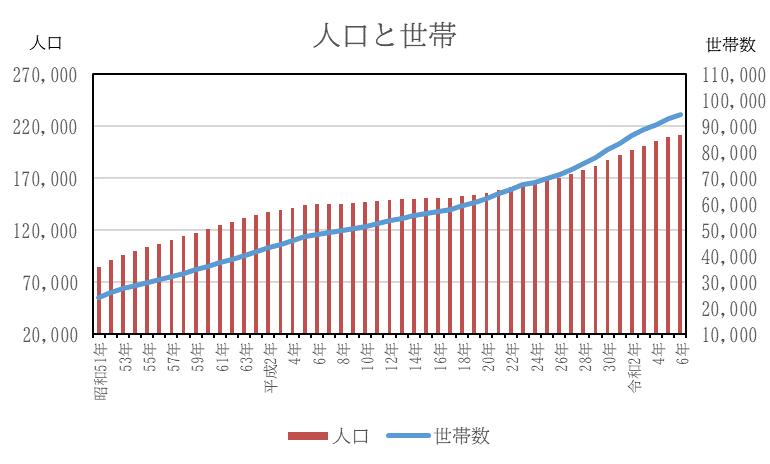 人口と世帯
人口
世帯数
270,000
220,000
170,000
120,000
70,000
20,000
110,000
100,000
90,000
80,000
70,000
60,000
50,000
40,000
30,000
20,000
10,000
昭和51年
53年
55年
57年
59年
61年
63年
平成2年
4年
6年
8年
10年
12年
14年
16年
18年
20年
22年
24年
26年
28年
30年
令和2年
4年
6年
人口
世帯数